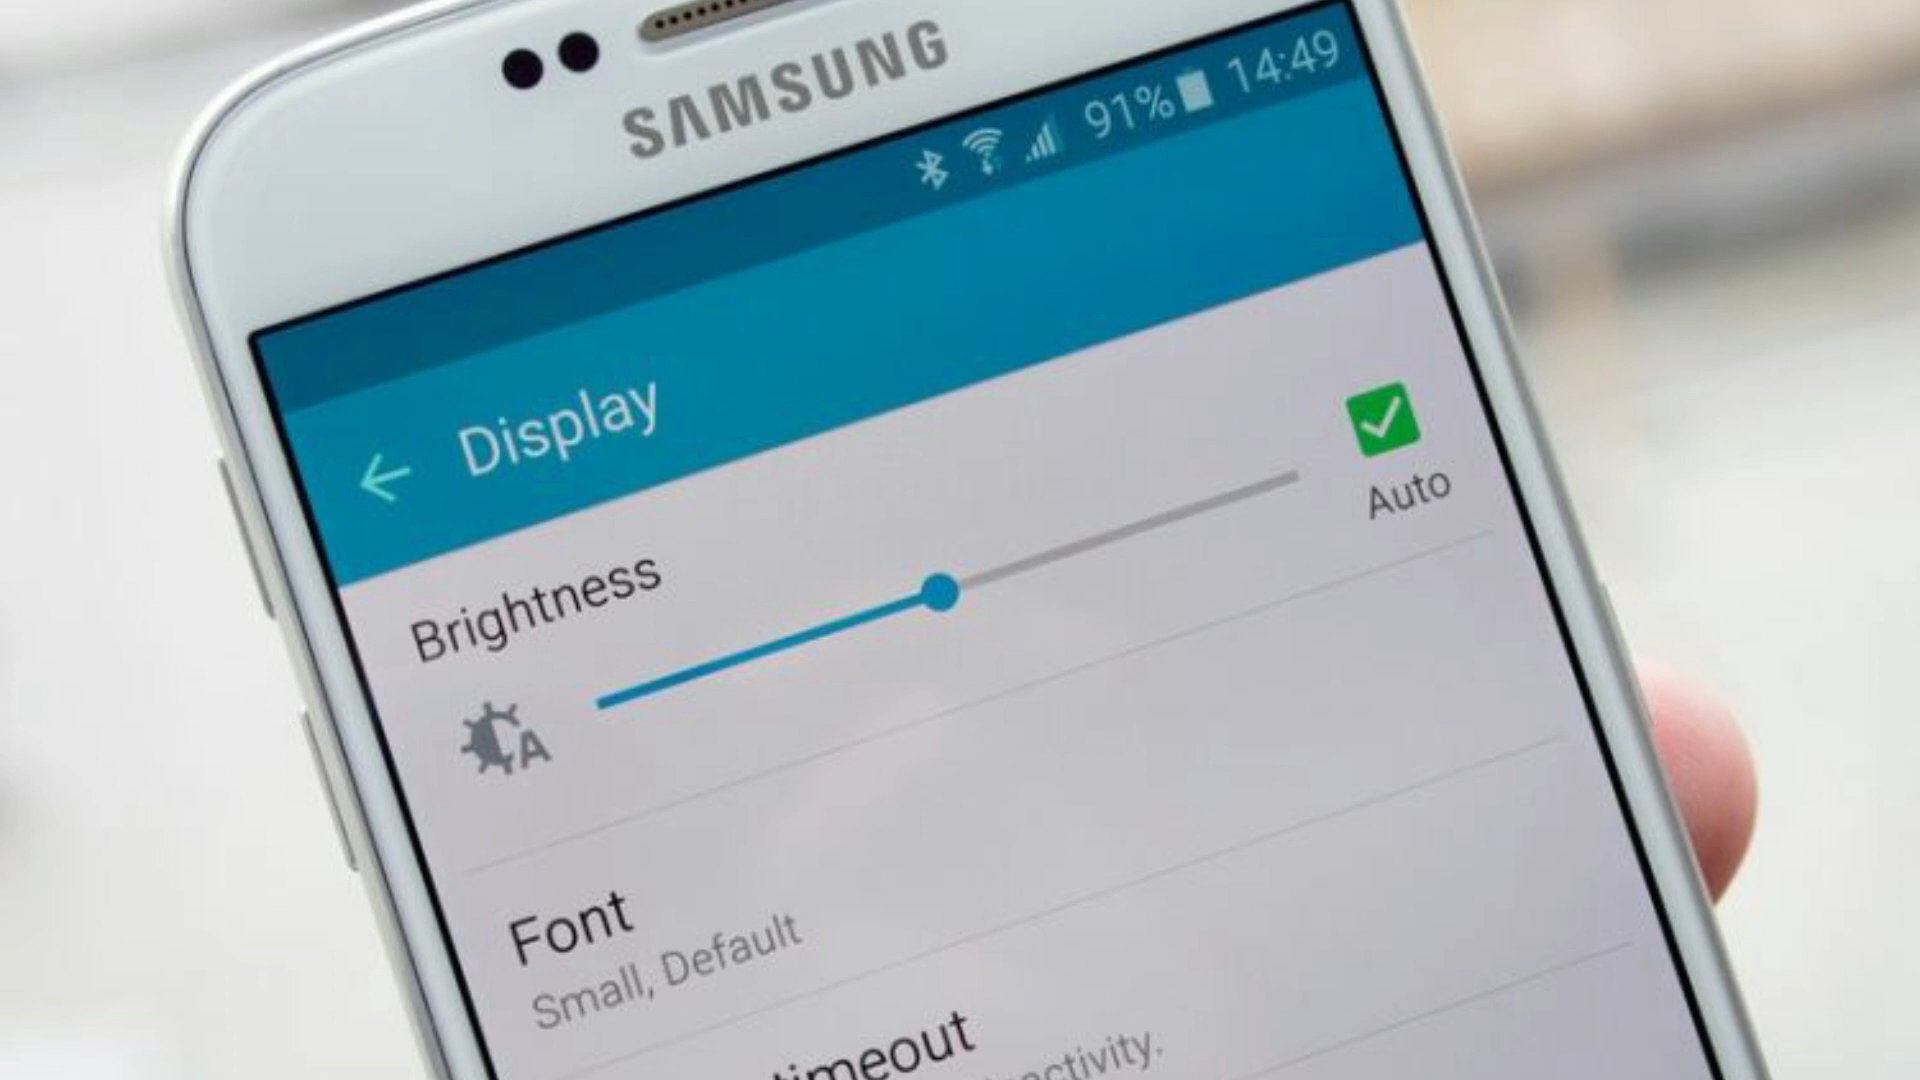 SAMSUNG
91% 14:49
Display
Brightness
Auto
A
Font
Small, Default
timeout